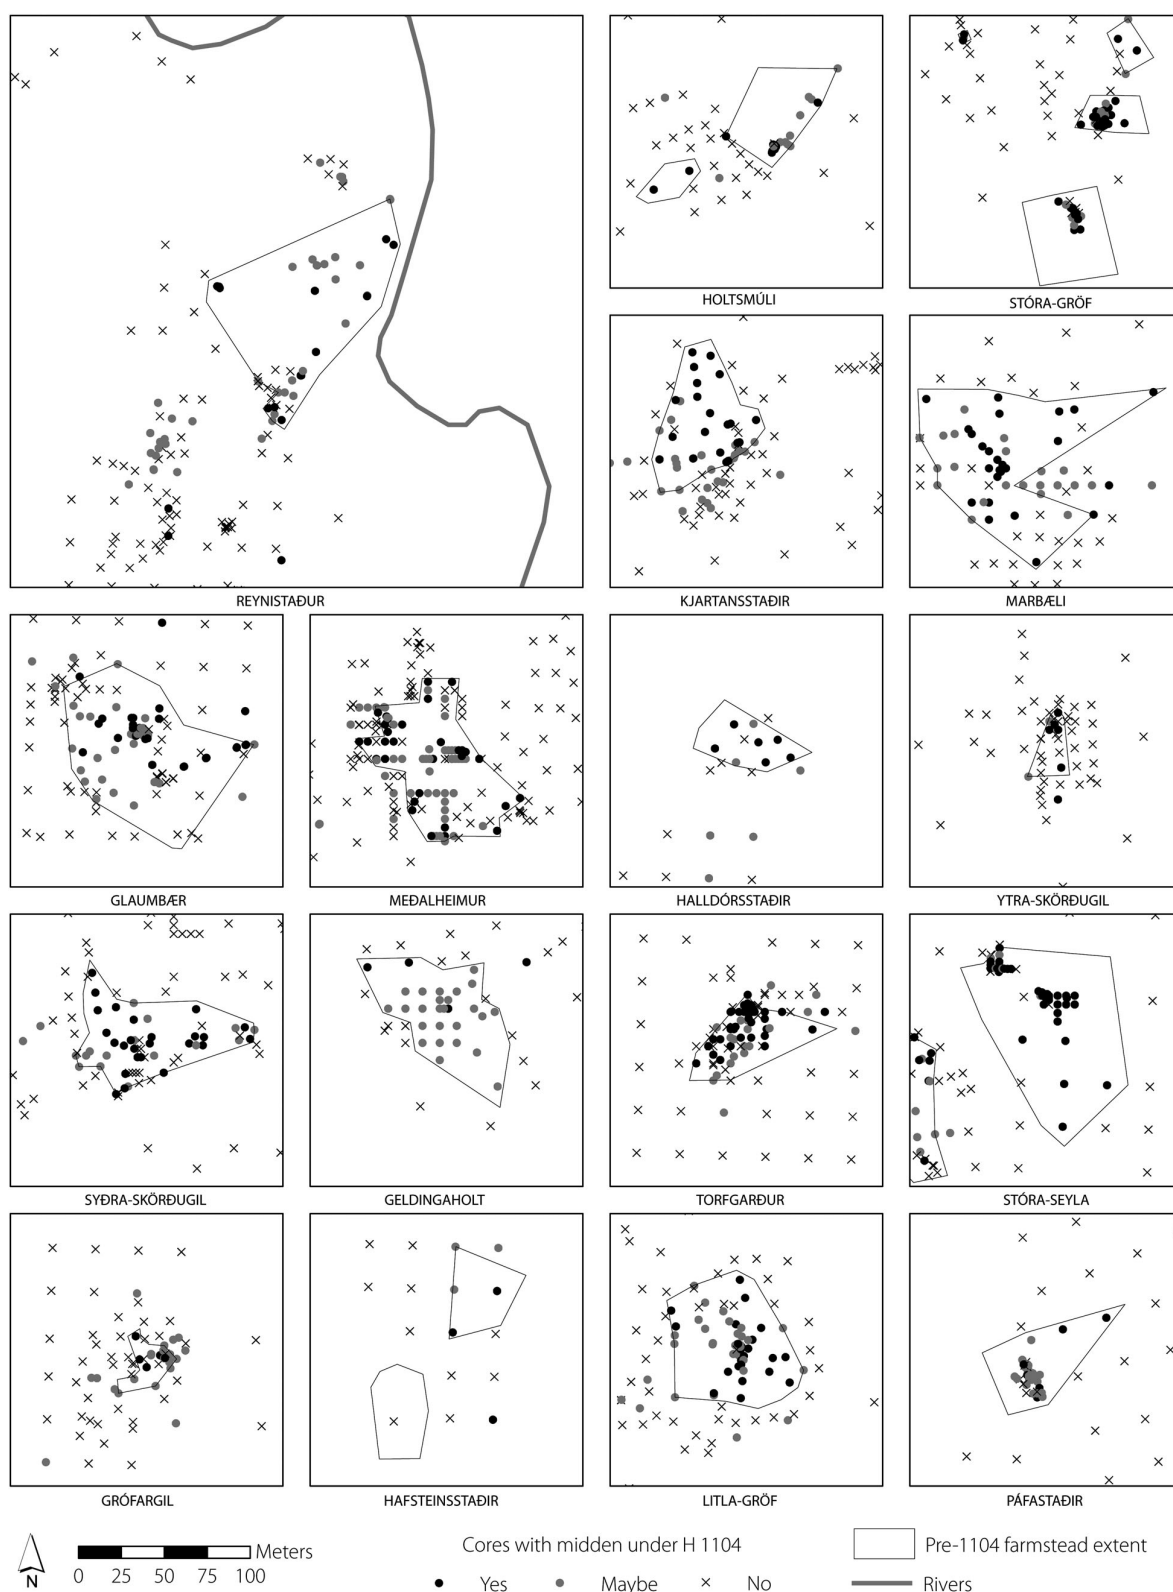 HOLTSMÚLI
STÓRA-GRÖF
REYNISTAÐUR
KJARTANSSTAÐIR
MARBÆLI
GLAUMBÆR
MEÐALHEIMUR
HALLDÓRSSTAÐIR
YTRA-SKÖRÐUGIL
SYÐRA-SKÖRÐUGIL
GELDINGAHOLT
TORFGARÐUR
STÓRA-SEYLA
GRÓFARGIL
HAFSTEINSSTAÐIR
LITLA-GRÖF
PÁFASTAÐIR
N
Meters
0 25 50 75 100
Cores with midden under H 1104
Yes Maybe No
Pre-1104 farmstead extent
Rivers